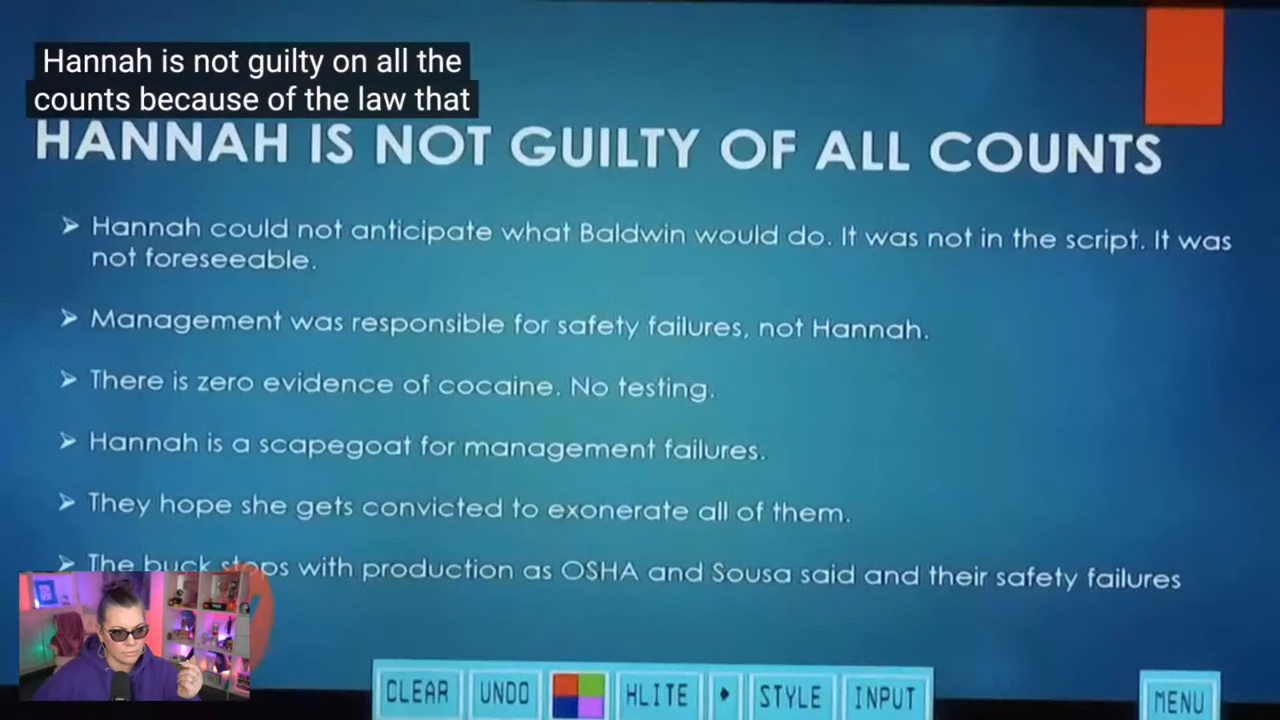 Hannah is not guilty on all the
counts because of the law that
HANNAH IS NOT GUILTY OF ALL COUNTS
➤ Hannah could not anticipate what Baldwin would do. It was not in the script. It was
not foreseeable.
➤ Management was responsible for safety failures, not Hannah.
➤ There is zero evidence of cocaine. No testing.
➤ Hannah is a scapegoat for management failures.
➤ They hope she gets convicted to exonerate all of them.
➤ The buck stops with production as OSHA and Sousa said and their safety failures
CLEAR UNDO HLITE STYLE INPUT MENU